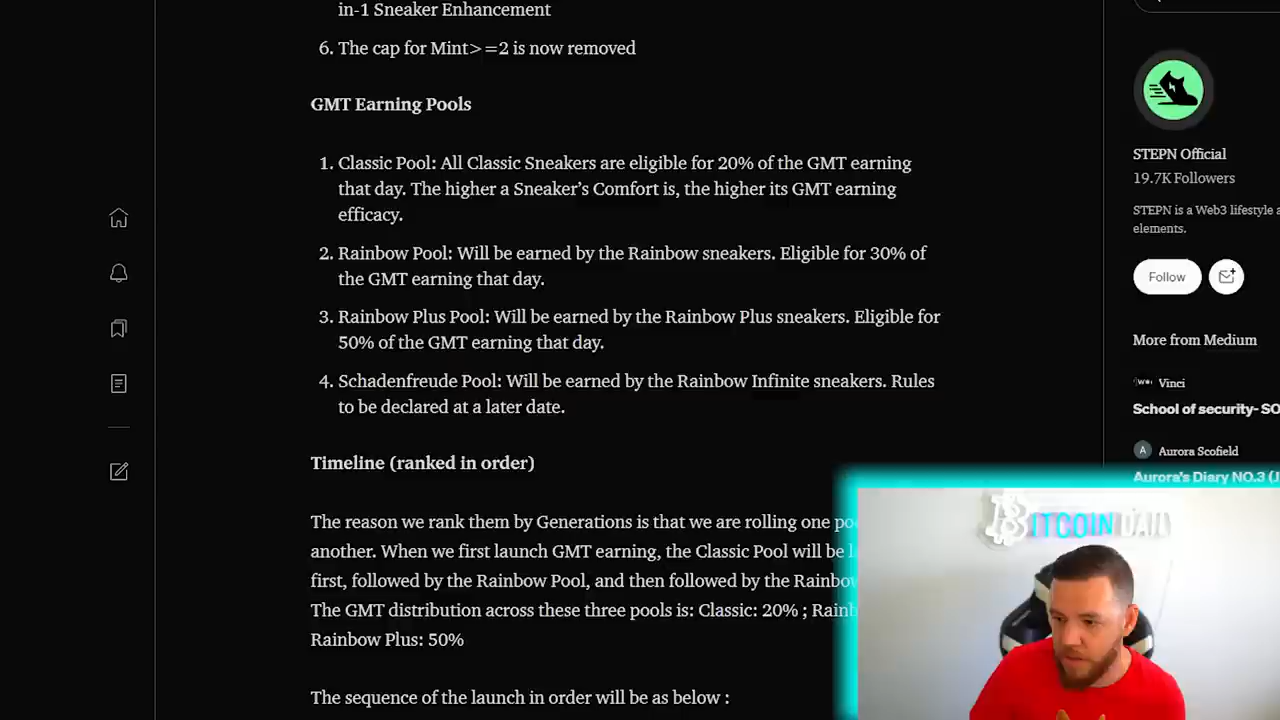 in-1 Sneaker Enhancement
6. The cap for Mint>=2 is now removed
GMT Earning Pools
1. Classic Pool: All Classic Sneakers are eligible for 20% of the GMT earning
that day. The higher a Sneaker's Comfort is, the higher its GMT earning
efficacy.
2. Rainbow Pool: Will be earned by the Rainbow sneakers. Eligible for 30% of
the GMT earning that day.
3. Rainbow Plus Pool: Will be earned by the Rainbow Plus sneakers. Eligible for
50% of the GMT earning that day.
4. Schadenfreude Pool: Will be earned by the Rainbow Infinite sneakers. Rules
to be declared at a later date.
Timeline (ranked in order)
The reason we rank them by Generations is that we are rolling one
another. When we first launch GMT earning, the Classic Pool will be
first, followed by the Rainbow Pool, and then followed by the
The GMT distribution across these three pools is: Classic: 20% ;
Rainbow Plus: 50%
The sequence of the launch in order will be as below :
STEPN Official
19.7K Followers
STEPN is a Web3 lifestyle
elements.
Follow
More from Medium
Vinci
School of security-
A Aurora Scofield
Aurora's Diary NO.3
BITCOIN DAILY